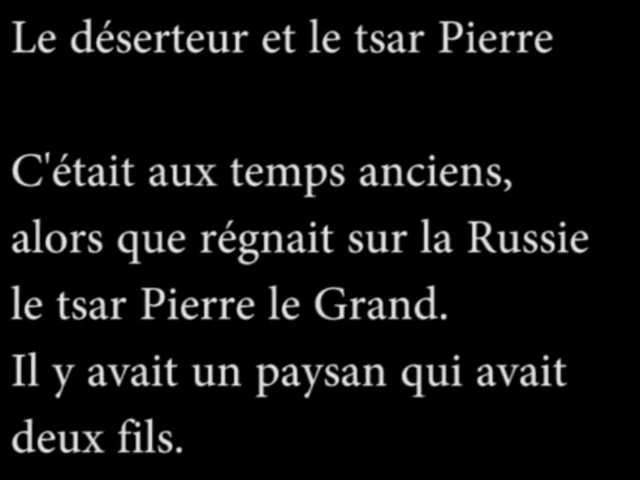 Le déserteur et le tsar Pierre
C'était aux temps anciens,
alors que régnait sur la Russie
le tsar Pierre le Grand.
Il y avait un paysan qui avait
deux fils.